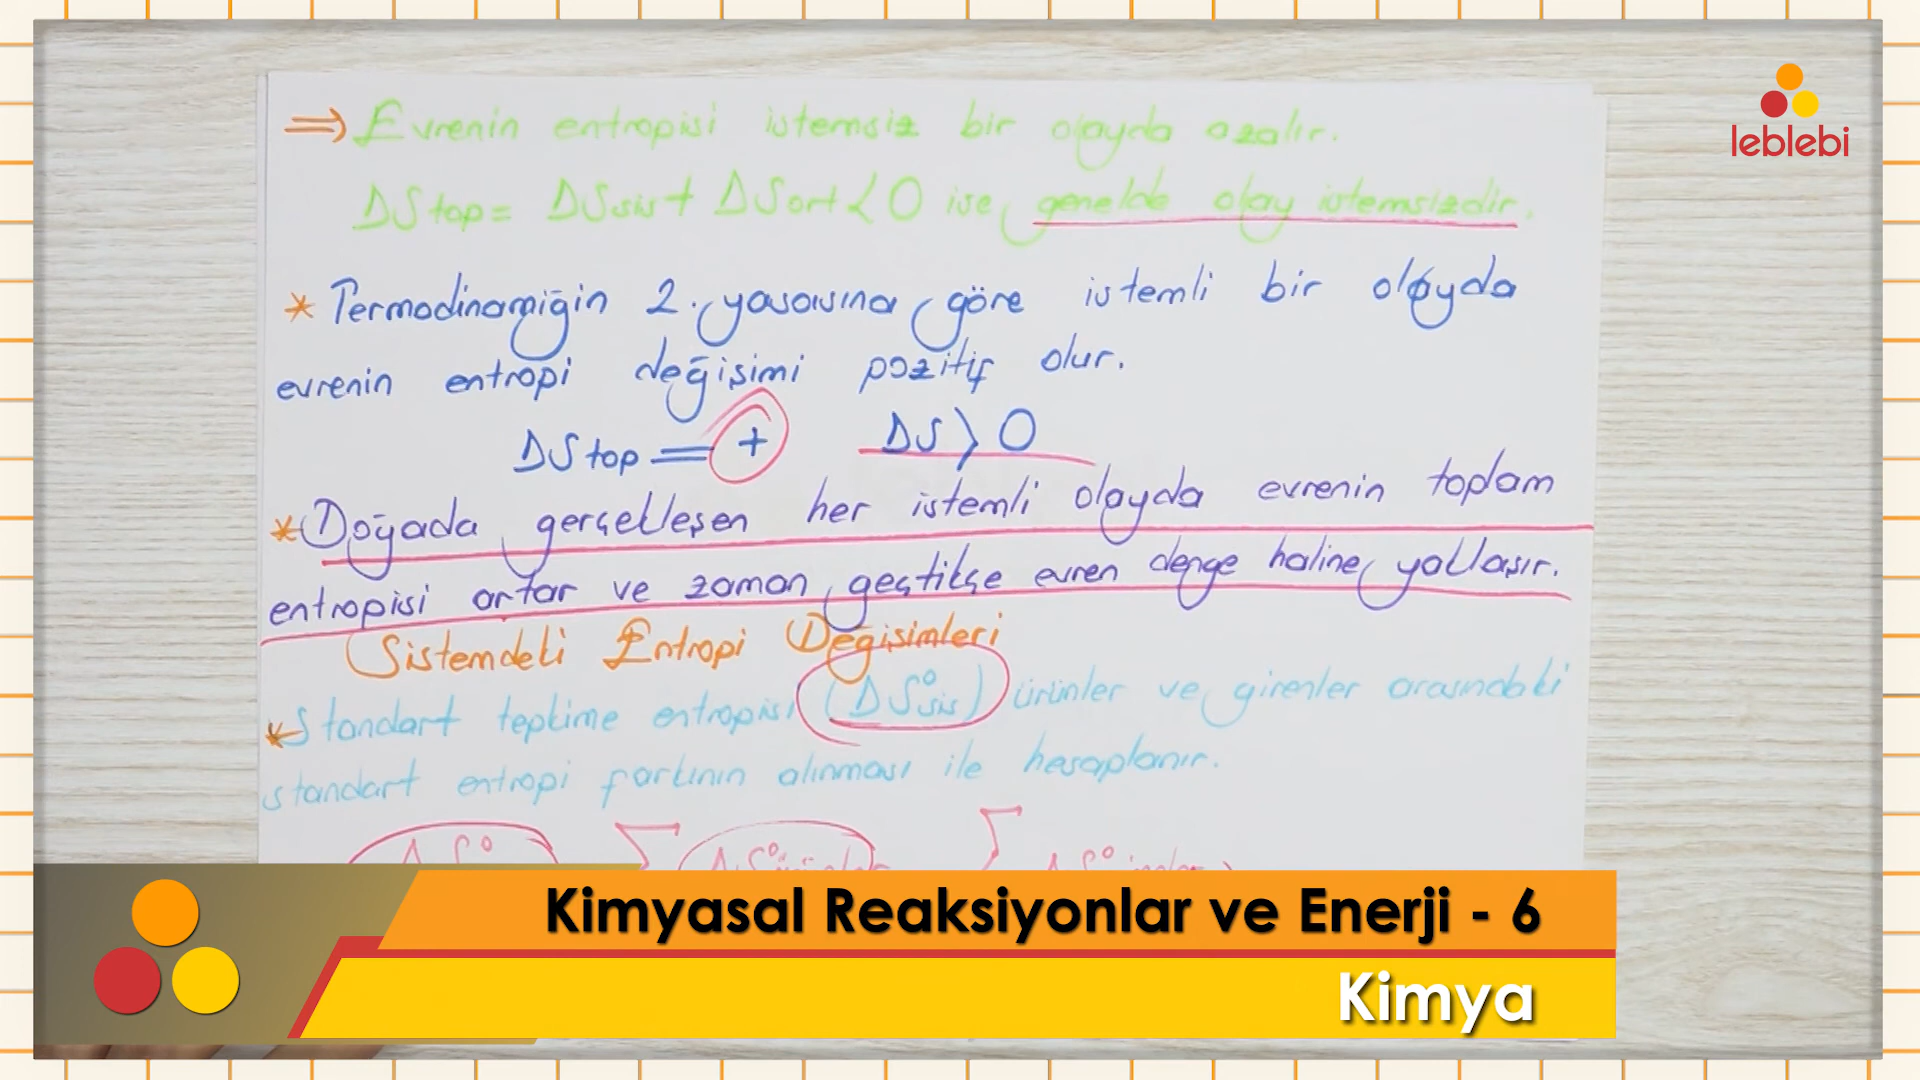 ⇒ Evrenin entropisi istemsiz bir olayda azalır.
ΔStop = ΔSsis + ΔSort < 0 ise, genelde olay istemsizdir.
* Termodinamiğin 2. yasasına göre istemli bir olayda
evrenin entropi değişimi pozitif olur.
ΔStop = + ΔS > 0
* Doğada gerçekleşen her istemli olayda evrenin toplam
entropisi artar ve zaman geçtikçe evren denge haline yaklaşır.
Sistemdeki Entropi Değişimleri
* Standart tepkime entropisi (ΔS°sis) ürünler ve girenler arasındaki
standart entropi farkının alınması ile hesaplanır.
leblebi
Kimyasal Reaksiyonlar ve Enerji - 6
Kimya